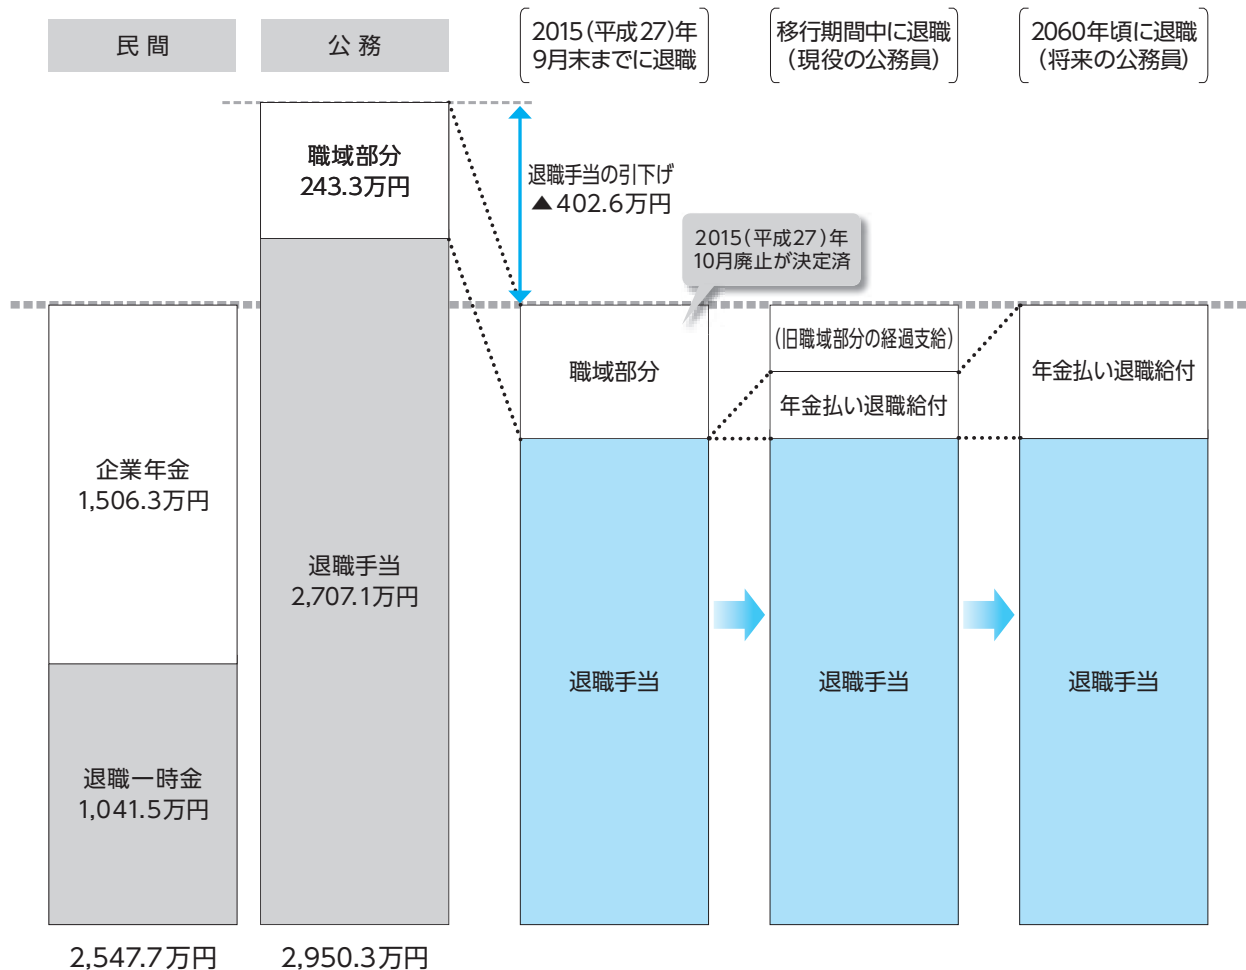 民間
公務
2015(平成27)年
9月末までに退職
移行期間中に退職
(現役の公務員)
2060年頃に退職
(将来の公務員)
職域部分
243.3万円
退職手当の引下げ
▲402.6万円
2015(平成27)年
10月廃止が決定済
職域部分
(旧職域部分の経過支給)
年金払い退職給付
年金払い退職給付
企業年金
1,506.3万円
退職手当
2,707.1万円
退職手当
退職手当
退職手当
退職一時金
1,041.5万円
2,547.7万円
2,950.3万円